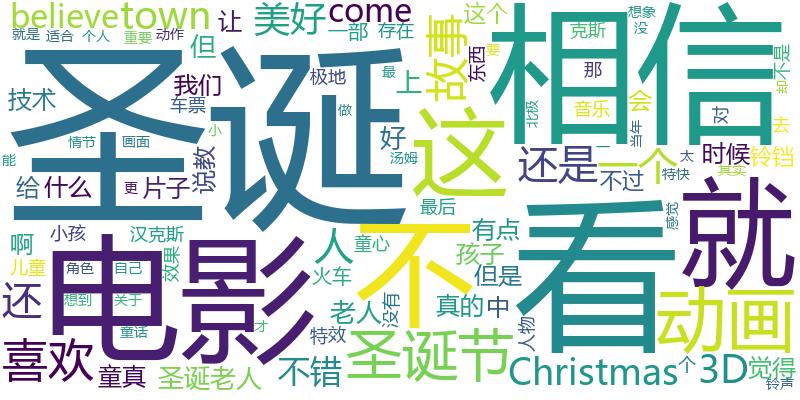 believe
town
让
美好
come
这个
想象
就是
适合
个人
重要
动作
但
一部
存在
故事
克斯
没
相信
我们
极地
最
上
东西
那
要
却
不是
技术
车票
圣诞
音乐
会
对
小
做
好
这
北极
当年
去
情节
画面
能
汤姆
还是
一个
一
太
时候
铃铛
给
什么
更
片子
说教
不
不过
特快
其实
看
就
最后
感觉
啊
小孩
汉克斯
人
童心
有点
孩子
儿童
角色
自己
效果
电影
火车
但是
还
想到
关于
老人
没有
真的
中
人物
动画
童话
才
特效
喜欢
童真
圣诞老人
不错
圣诞节
Christmas
个
3D
觉得
铃声